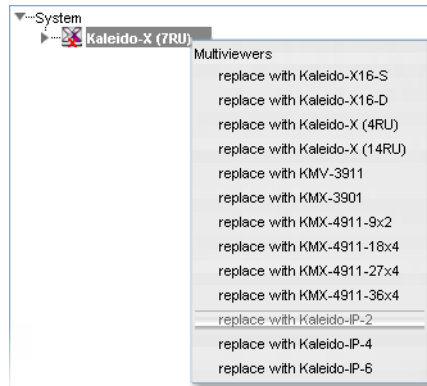 System
Kaleido-X (7RU)
Multiviewers
replace with Kaleido-X16-S
replace with Kaleido-X16-D
replace with Kaleido-X (4RU)
replace with Kaleido-X (14RU)
replace with KMV-3911
replace with KMX-3901
replace with KMX-4911-9x2
replace with KMX-4911-18x4
replace with KMX-4911-27x4
replace with KMX-4911-36x4
replace with Kaleido-IP-2
replace with Kaleido-IP-4
replace with Kaleido-IP-6